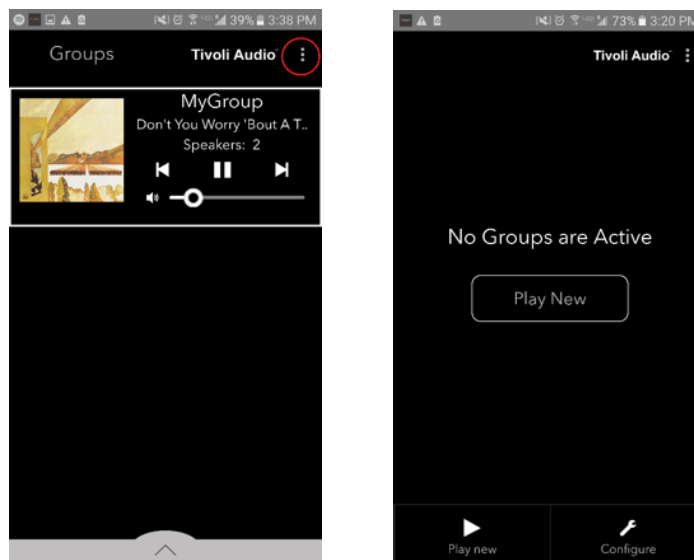 39% 3:38 PM
Groups Tivoli Audio
MyGroup
Don't You Worry 'Bout A T..
Speakers: 2
73% 3:20 PM
Tivoli Audio
No Groups are Active
Play New
Play new
Configure